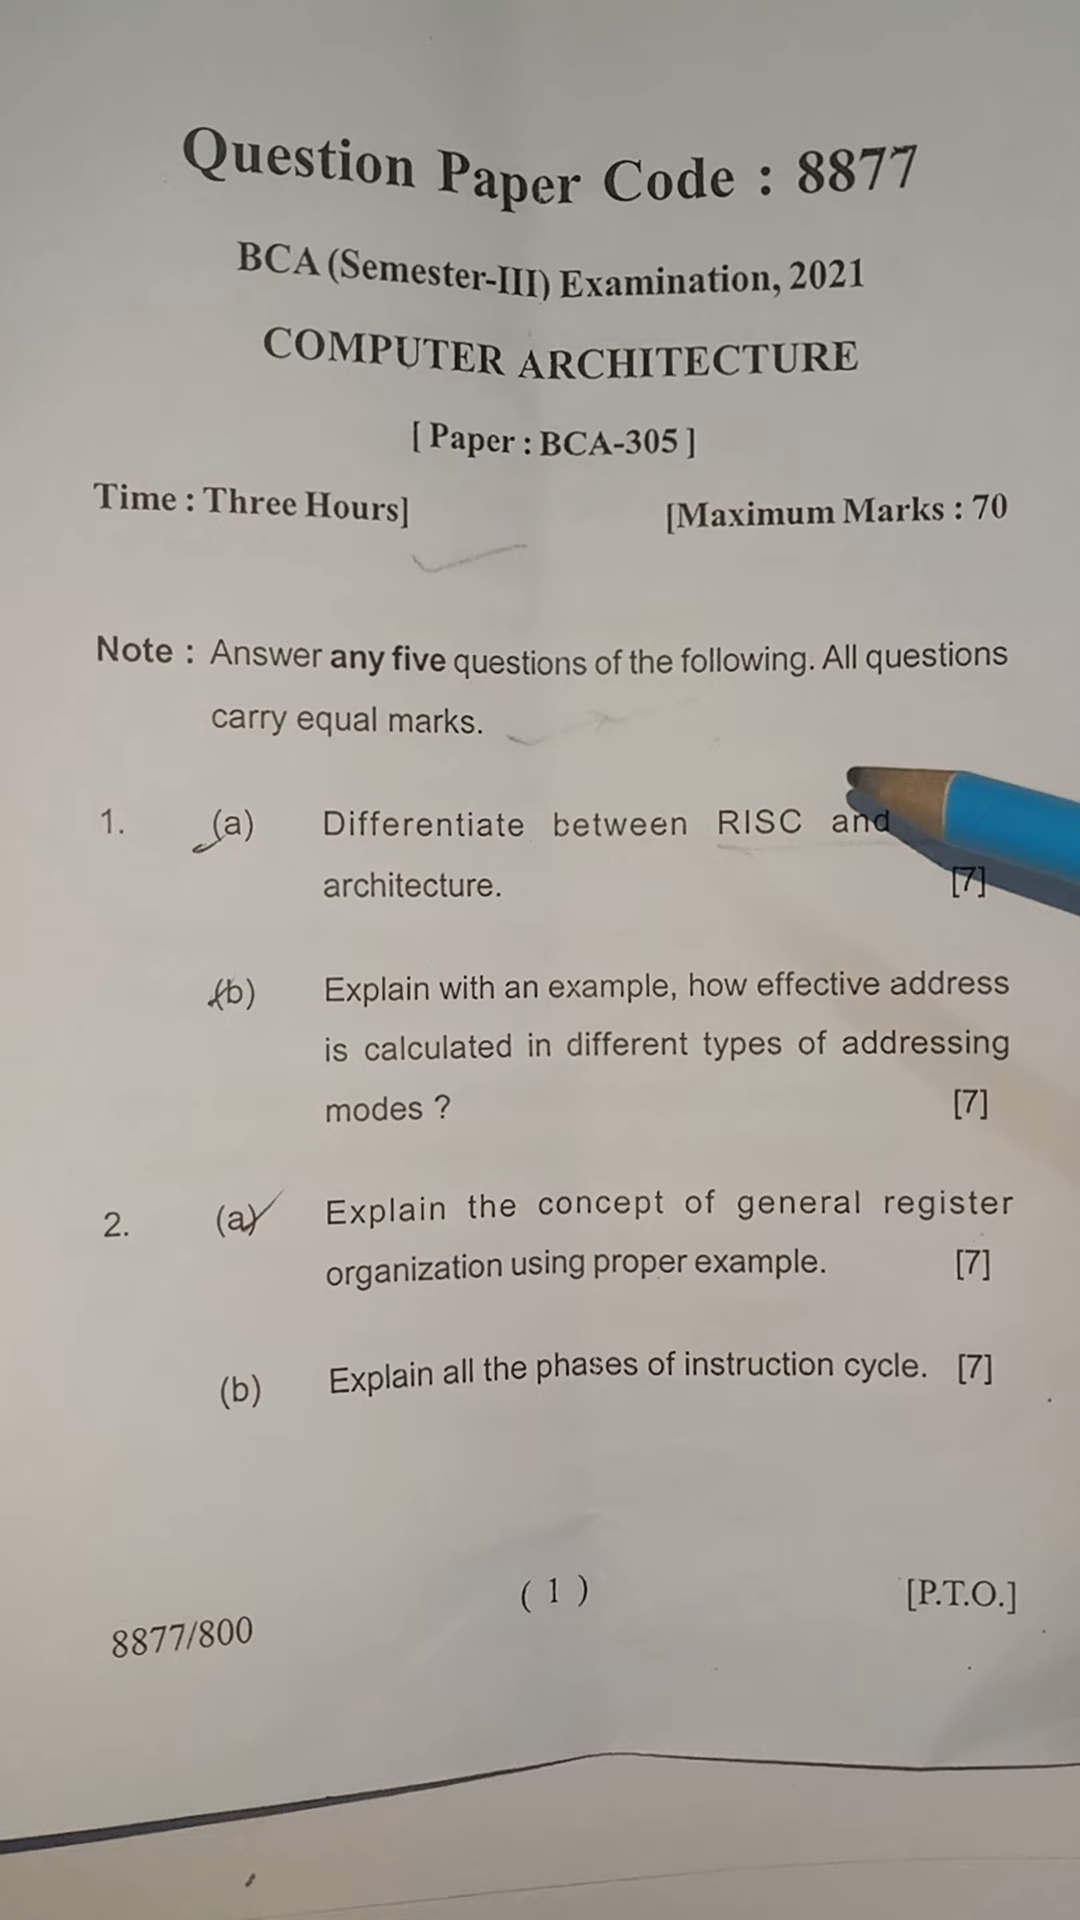 Question Paper Code : 8877
BCA (Semester-III) Examination, 2021
COMPUTER ARCHITECTURE
[ Paper : BCA-305 ]
Time : Three Hours] [Maximum Marks : 70
Note : Answer any five questions of the following. All questions
carry equal marks.
1. (a) Differentiate between RISC and
architecture. [7]
(b) Explain with an example, how effective address
is calculated in different types of addressing
modes ? [7]
2. (a) Explain the concept of general register
organization using proper example. [7]
(b) Explain all the phases of instruction cycle. [7]
( 1 ) [P.T.O.]
8877/800